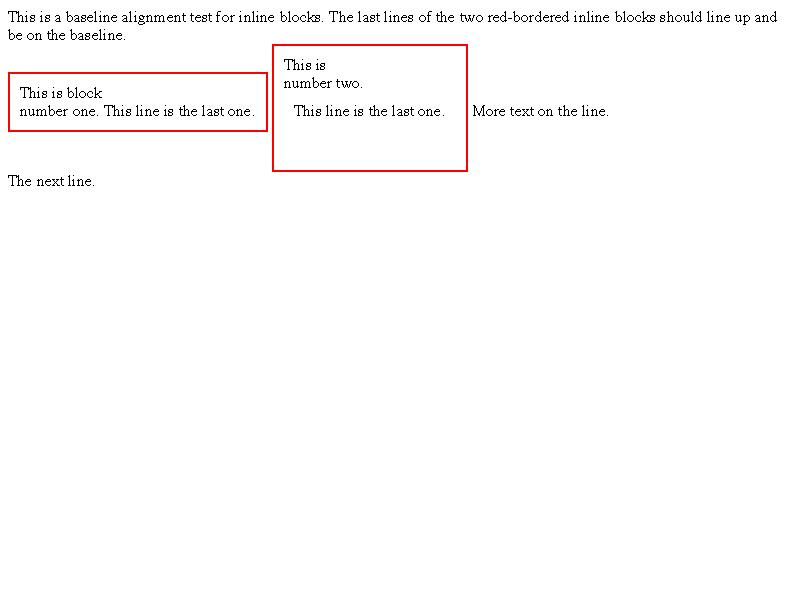 This is a baseline alignment test for inline blocks. The last lines of the two red-bordered inline blocks should line up and
be on the baseline.
This is block
number one. This line is the last one.
This is
number two.
This line is the last one.
More text on the line.
The next line.